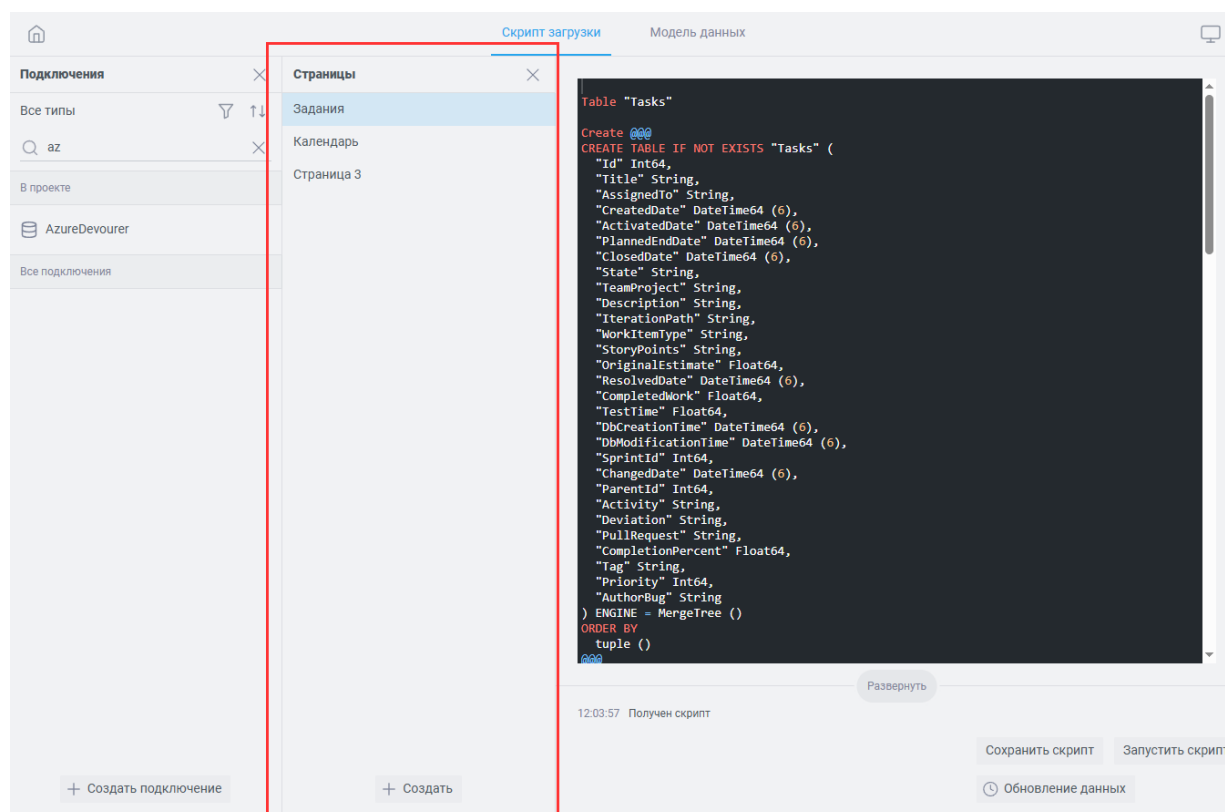 Скрипт загрузки
Модель данных
Подключения
Все типы
az
В проекте
AzureDevourer
Все подключения
+ Создать подключение
Страницы
Задания
Календарь
Страница 3
+ Создать
Table "Tasks"
Create @@@
CREATE TABLE IF NOT EXISTS "Tasks" (
"Id" Int64,
"Title" String,
"AssignedTo" String,
"CreatedDate" DateTime64 (6),
"ActivatedDate" DateTime64 (6),
"PlannedEndDate" DateTime64 (6),
"ClosedDate" DateTime64 (6),
"State" String,
"TeamProject" String,
"Description" String,
"IterationPath" String,
"WorkItemType" String,
"StoryPoints" String,
"OriginalEstimate" Float64,
"ResolvedDate" DateTime64 (6),
"CompletedWork" Float64,
"TestTime" Float64,
"DbCreationTime" DateTime64 (6),
"DbModificationTime" DateTime64 (6),
"SprintId" Int64,
"ChangedDate" DateTime64 (6),
"ParentId" Int64,
"Activity" String,
"Deviation" String,
"PullRequest" String,
"CompletionPercent" Float64,
"Tag" String,
"Priority" Int64,
"AuthorBug" String
) ENGINE = MergeTree ()
ORDER BY
tuple ()
@@@
Развернуть
12:03:57 Получен скрипт
Сохранить скрипт
Запустить скрипт
Обновление данных